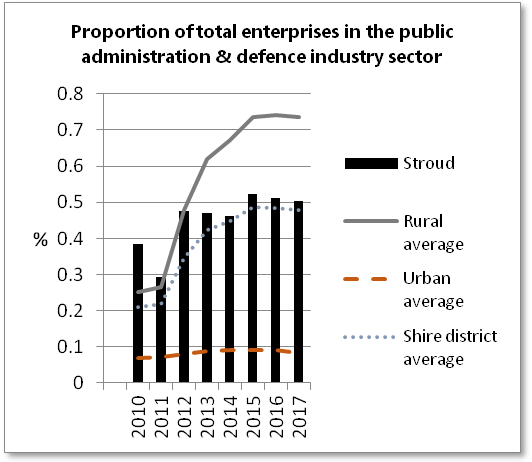 Proportion of total enterprises in the public
administration & defence industry sector
0.8
0.7
0.6
0.5
0.4
0.3
0.2
0.1
0
%
2010
2011
2012
2013
2014
2015
2016
2017
Stroud
Rural
average
Urban
average
Shire district
average